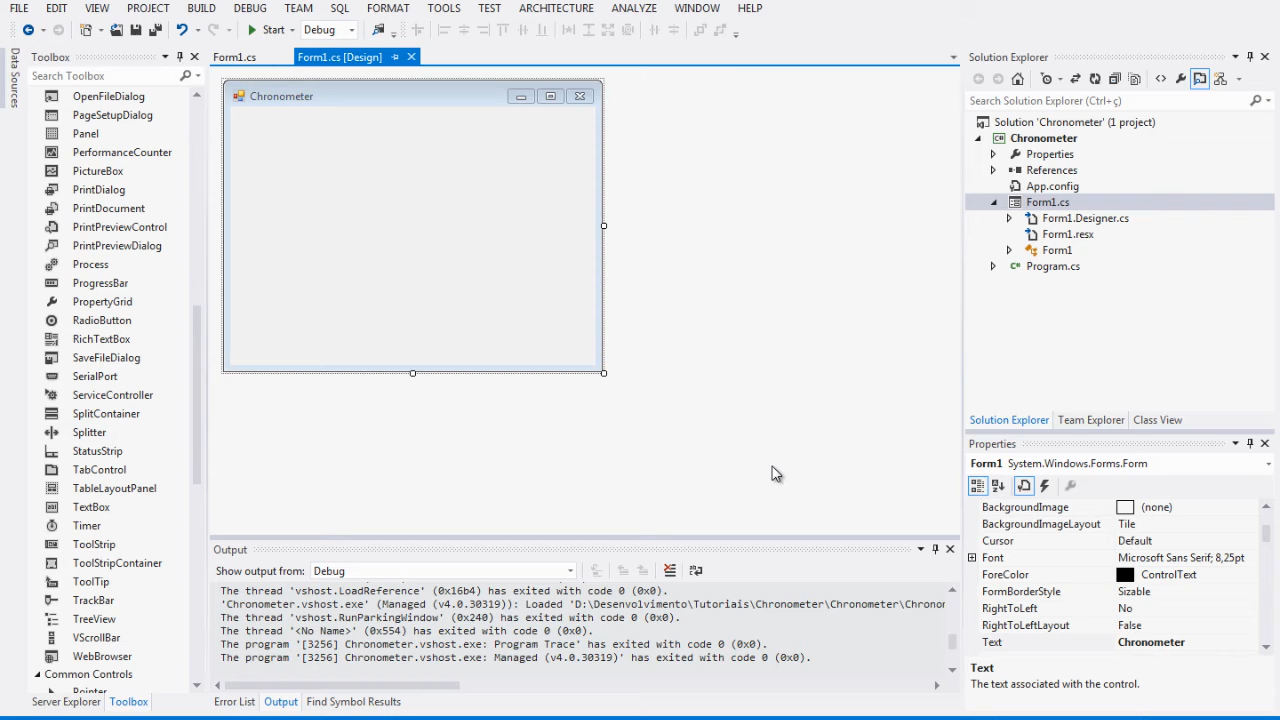 FILE EDIT VIEW PROJECT BUILD DEBUG TEAM SQL FORMAT TOOLS TEST ARCHITECTURE ANALYZE WINDOW HELP
Start Debug
Data Sources
Toolbox
Search Toolbox
OpenFileDialog
PageSetupDialog
Panel
PerformanceCounter
PictureBox
PrintDialog
PrintDocument
PrintPreviewControl
PrintPreviewDialog
Process
ProgressBar
PropertyGrid
RadioButton
RichTextBox
SaveFileDialog
SerialPort
ServiceController
SplitContainer
Splitter
StatusStrip
TabControl
TableLayoutPanel
TextBox
Timer
ToolStrip
ToolStripContainer
ToolTip
TrackBar
TreeView
VScrollBar
WebBrowser
Common Controls
Pointer
Server Explorer Toolbox
Form1.cs Form1.cs [Design]
Chronometer
Output
Show output from: Debug
The thread 'vshost.LoadReference' (0x16b4) has exited with code 0 (0x0).
'Chronometer.vshost.exe' (Managed (v4.0.30319)): Loaded 'D:\Desenvolvimento\Tutoriais\Chronometer\Chronometer\Chrono
The thread 'vshost.RunParkingWindow' (0x240) has exited with code 0 (0x0).
The thread '<No Name>' (0x554) has exited with code 0 (0x0).
The program '[3256] Chronometer.vshost.exe: Program Trace' has exited with code 0 (0x0).
The program '[3256] Chronometer.vshost.exe: Managed (v4.0.30319)' has exited with code 0 (0x0).
Error List Output Find Symbol Results
Solution Explorer
Search Solution Explorer (Ctrl+ç)
Solution 'Chronometer' (1 project)
Chronometer
Properties
References
App.config
Form1.cs
Form1.Designer.cs
Form1.resx
Form1
Program.cs
Solution Explorer Team Explorer Class View
Properties
Form1 System.Windows.Forms.Form
BackgroundImage (none)
BackgroundImageLayout Tile
Cursor Default
Font Microsoft Sans Serif; 8,25pt
ForeColor ControlText
FormBorderStyle Sizable
RightToLeft No
RightToLeftLayout False
Text Chronometer
Text
The text associated with the control.